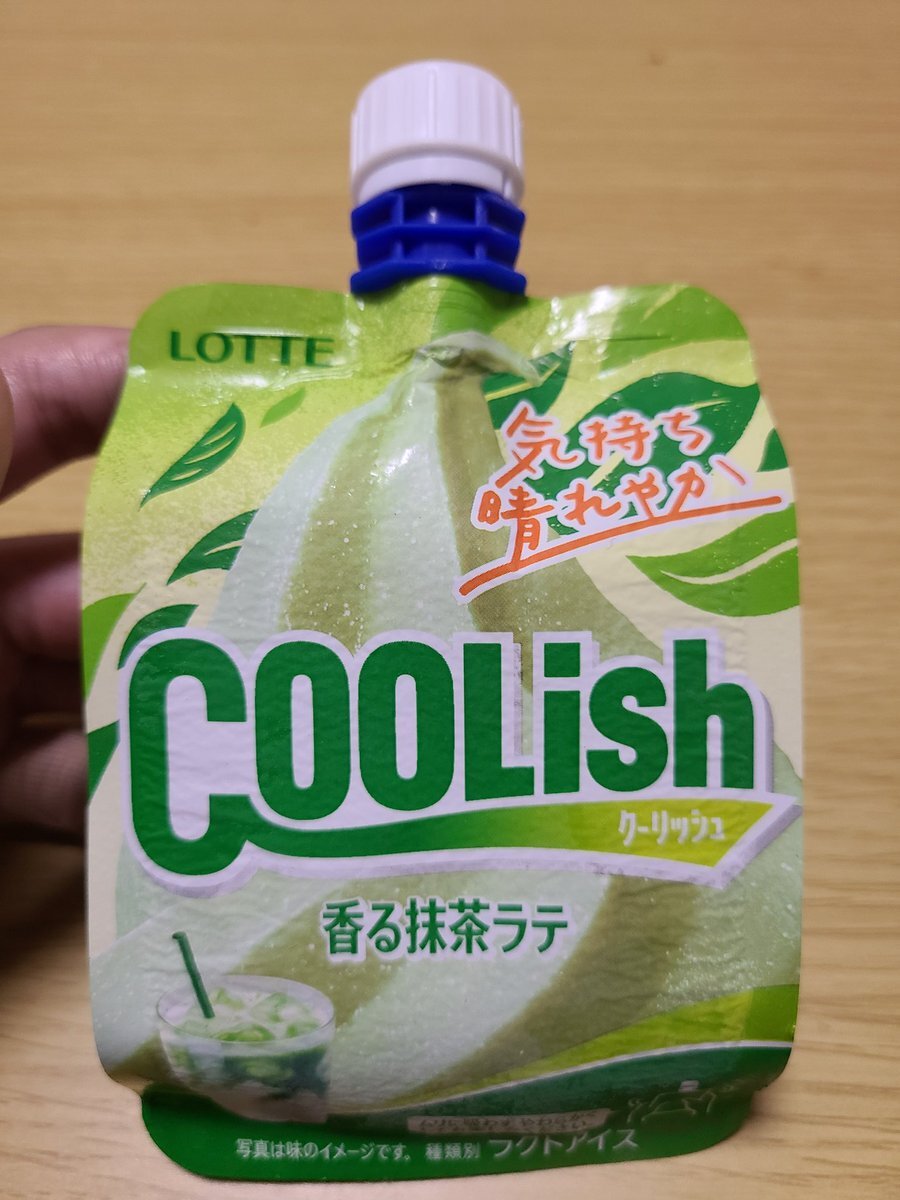 LOTTE
気持ち
晴れやか
COOLish
クーリッシュ
香る抹茶ラテ
写真は味のイメージです。 種類別 ラクトアイス